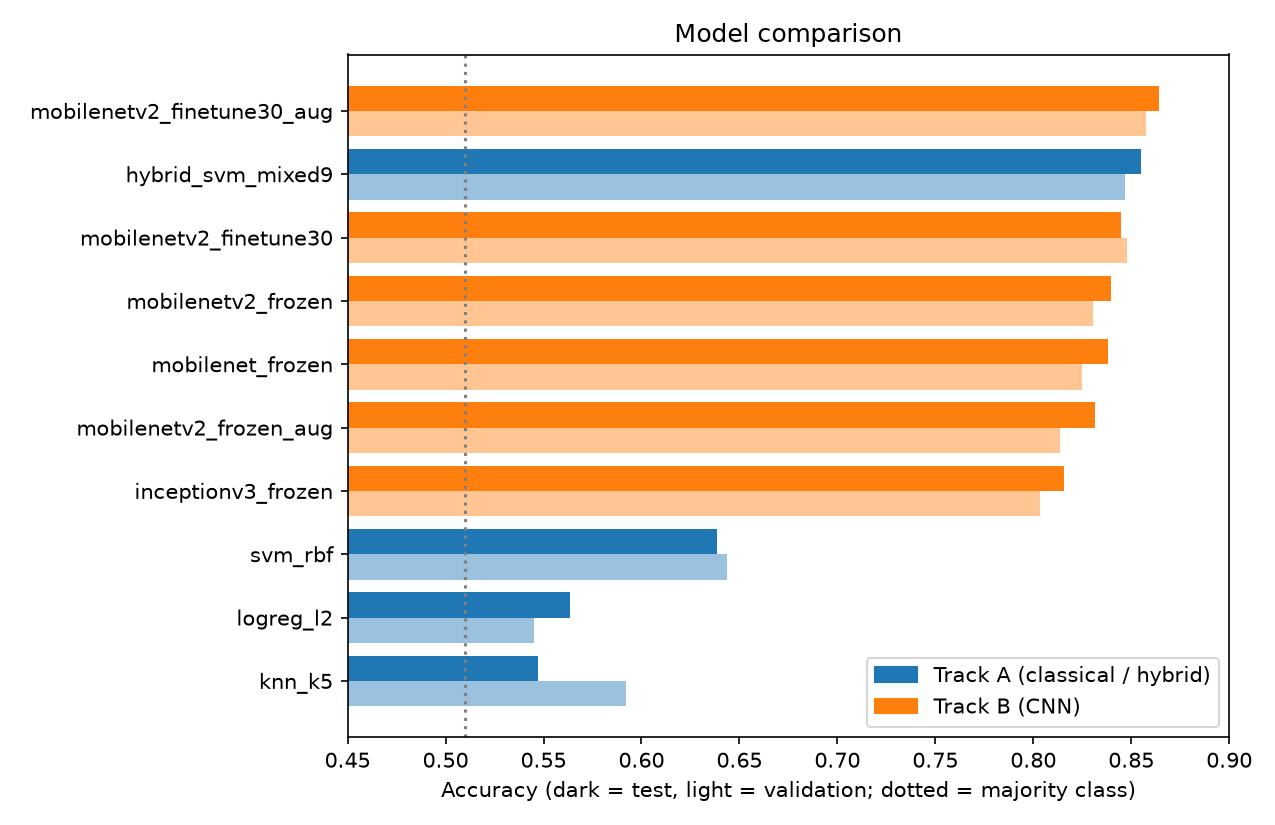 Model comparison
mobilenetv2_finetune30_aug
hybrid_svm_mixed9
mobilenetv2_finetune30
mobilenetv2_frozen
mobilenet_frozen
mobilenetv2_frozen_aug
inceptionv3_frozen
svm_rbf
logreg_l2
knn_k5
Track A (classical / hybrid)
Track B (CNN)
0.45 0.50 0.55 0.60 0.65 0.70 0.75 0.80 0.85 0.90
Accuracy (dark = test, light = validation; dotted = majority class)